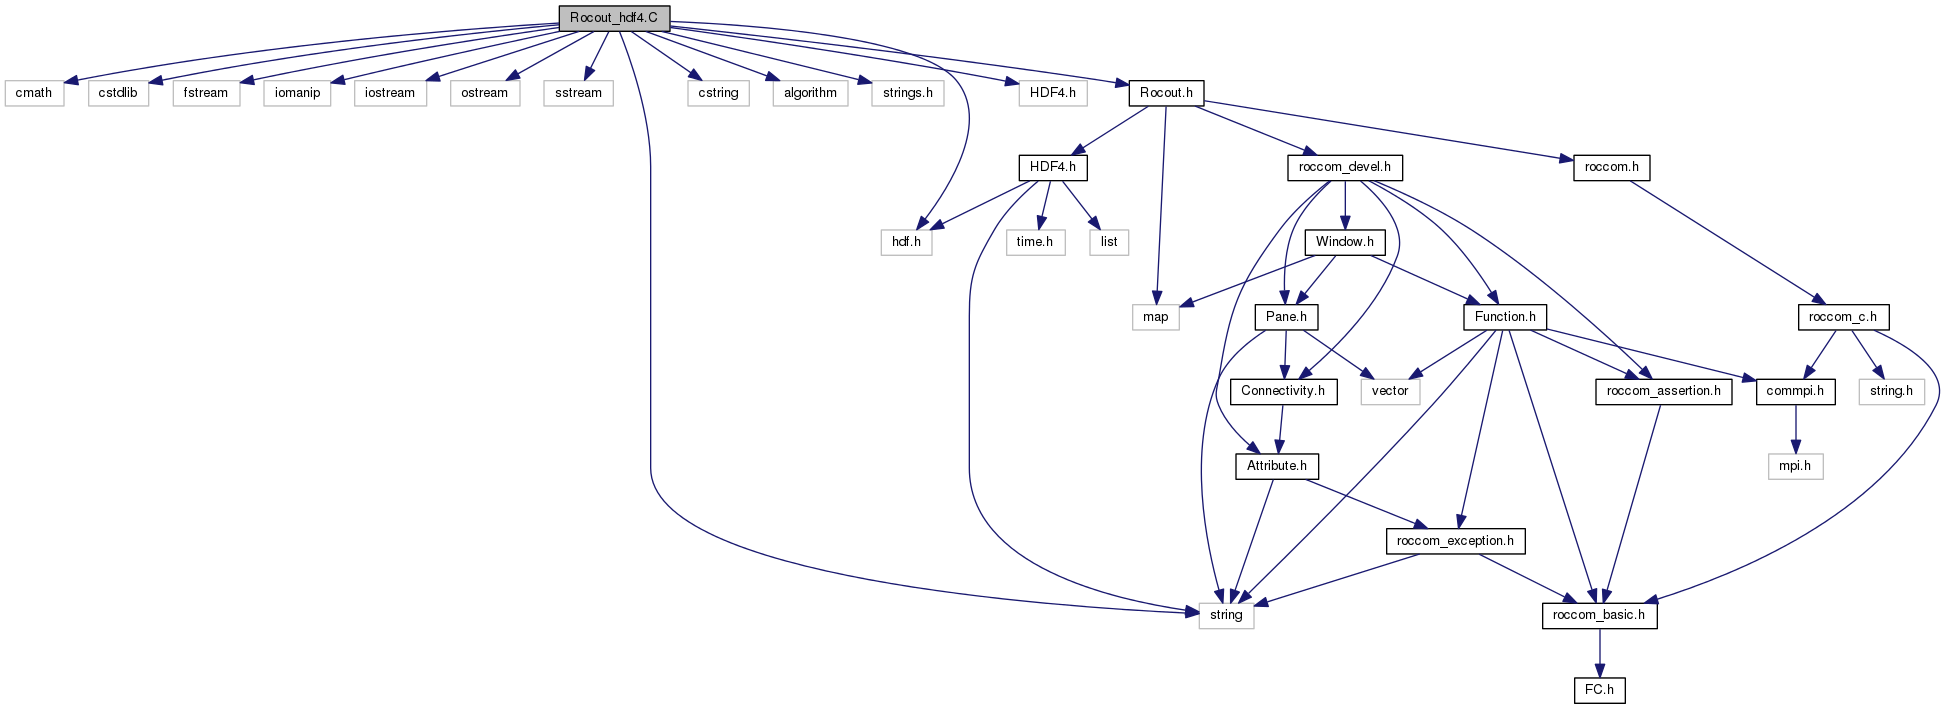 Rocout_hdf4.C
cmath
cstdlib
fstream
iomanip
iostream
ostream
sstream
cstring
algorithm
strings.h
HDF4.h
Rocout.h
HDF4.h
roccom_devel.h
roccom.h
hdf.h
time.h
list
Window.h
map
Pane.h
Function.h
roccom_c.h
Connectivity.h
vector
roccom_assertion.h
commpi.h
string.h
Attribute.h
mpi.h
roccom_exception.h
string
roccom_basic.h
FC.h